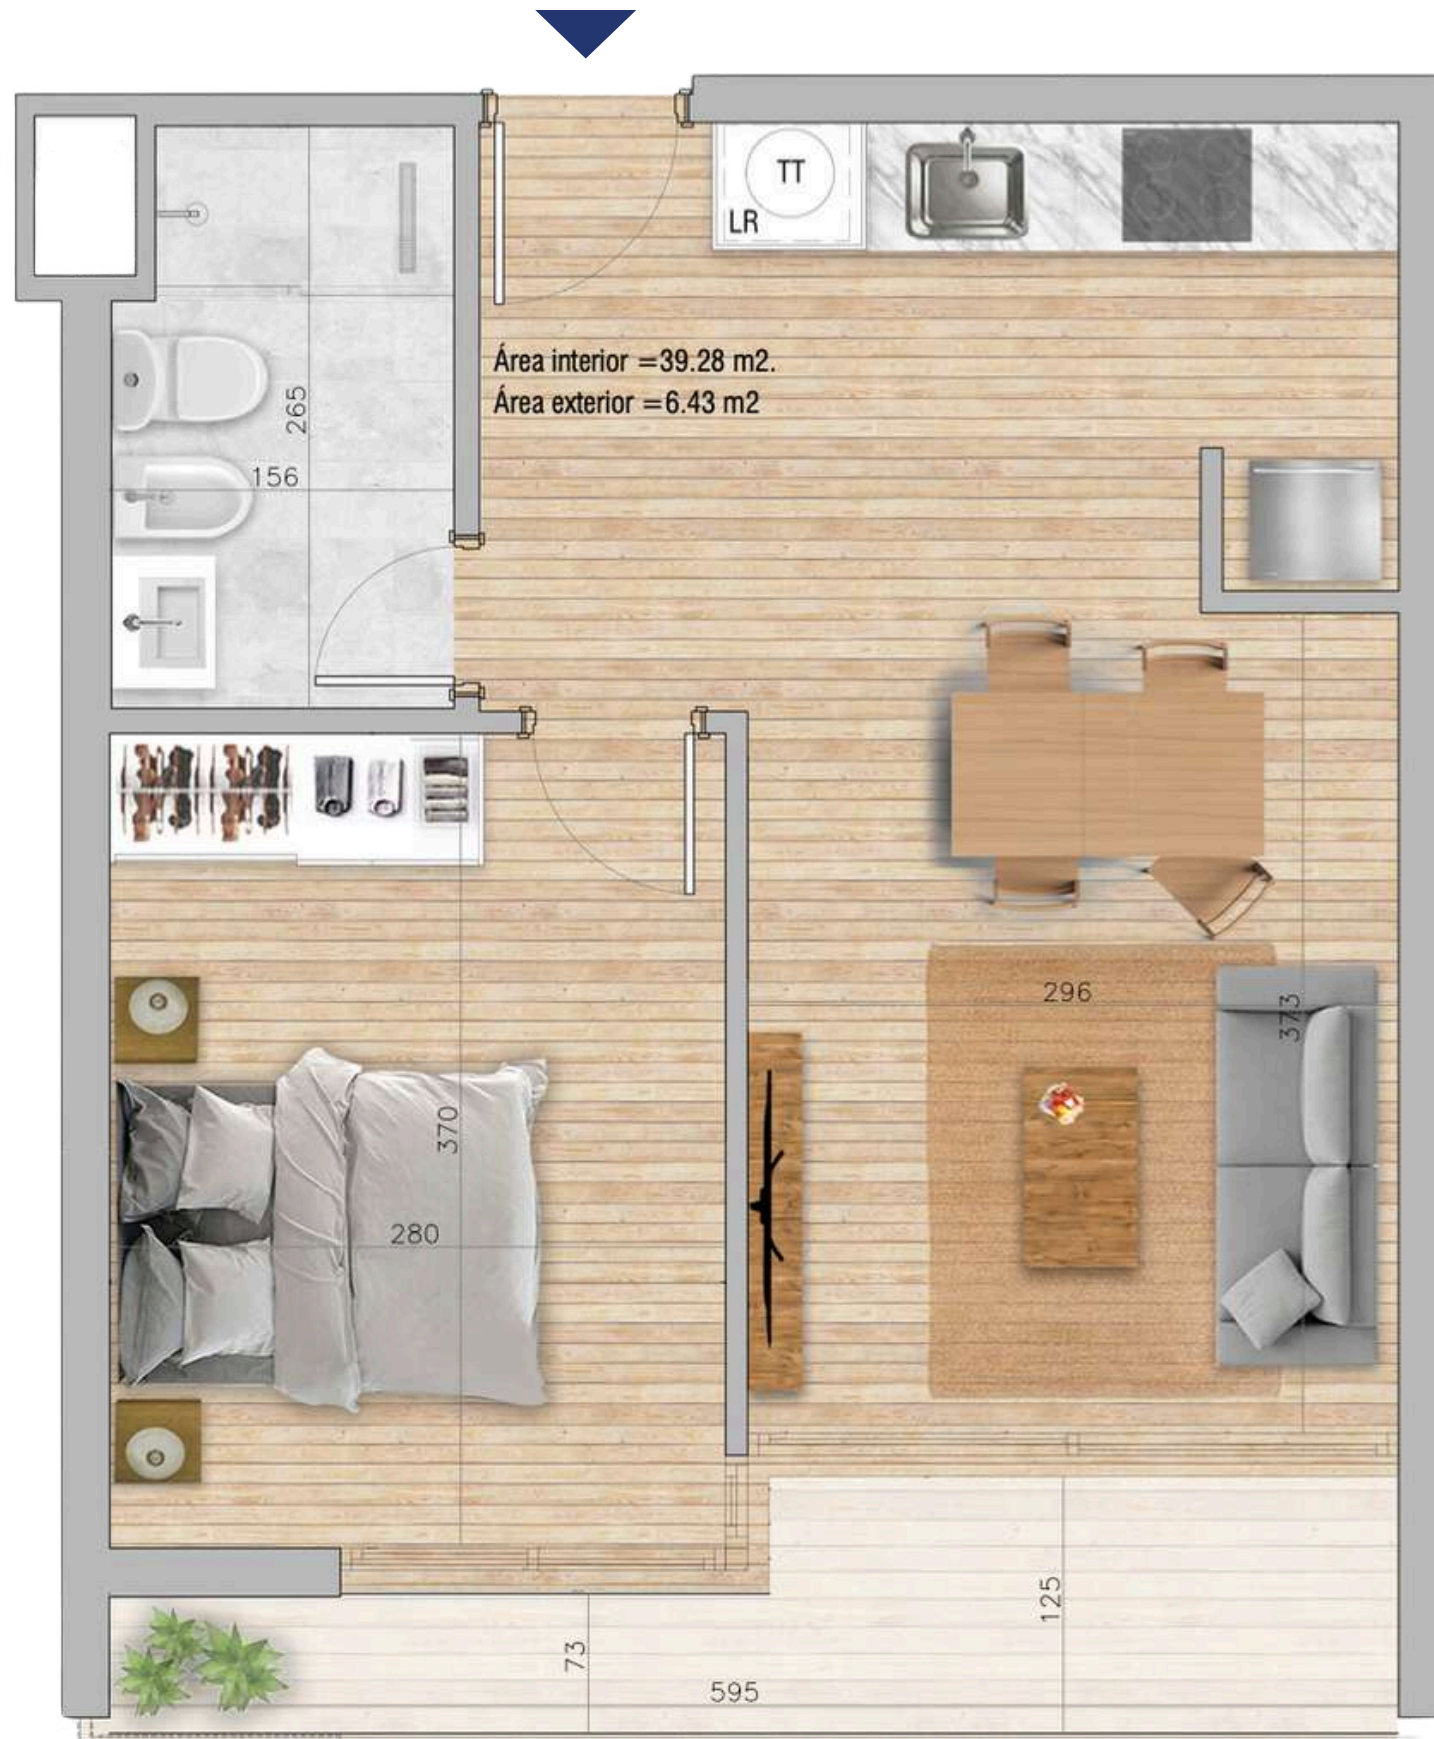 TT
LR
Área interior =39.28 m2.
Área exterior =6.43 m2
265
156
296
373
370
280
125
73
595